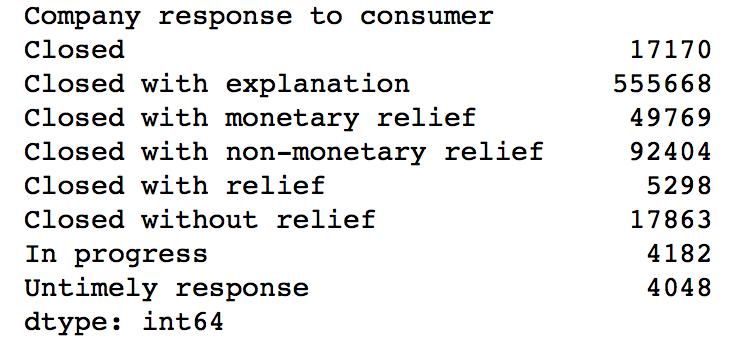 Company response to consumer
Closed 17170
Closed with explanation 555668
Closed with monetary relief 49769
Closed with non-monetary relief 92404
Closed with relief 5298
Closed without relief 17863
In progress 4182
Untimely response 4048
dtype: int64